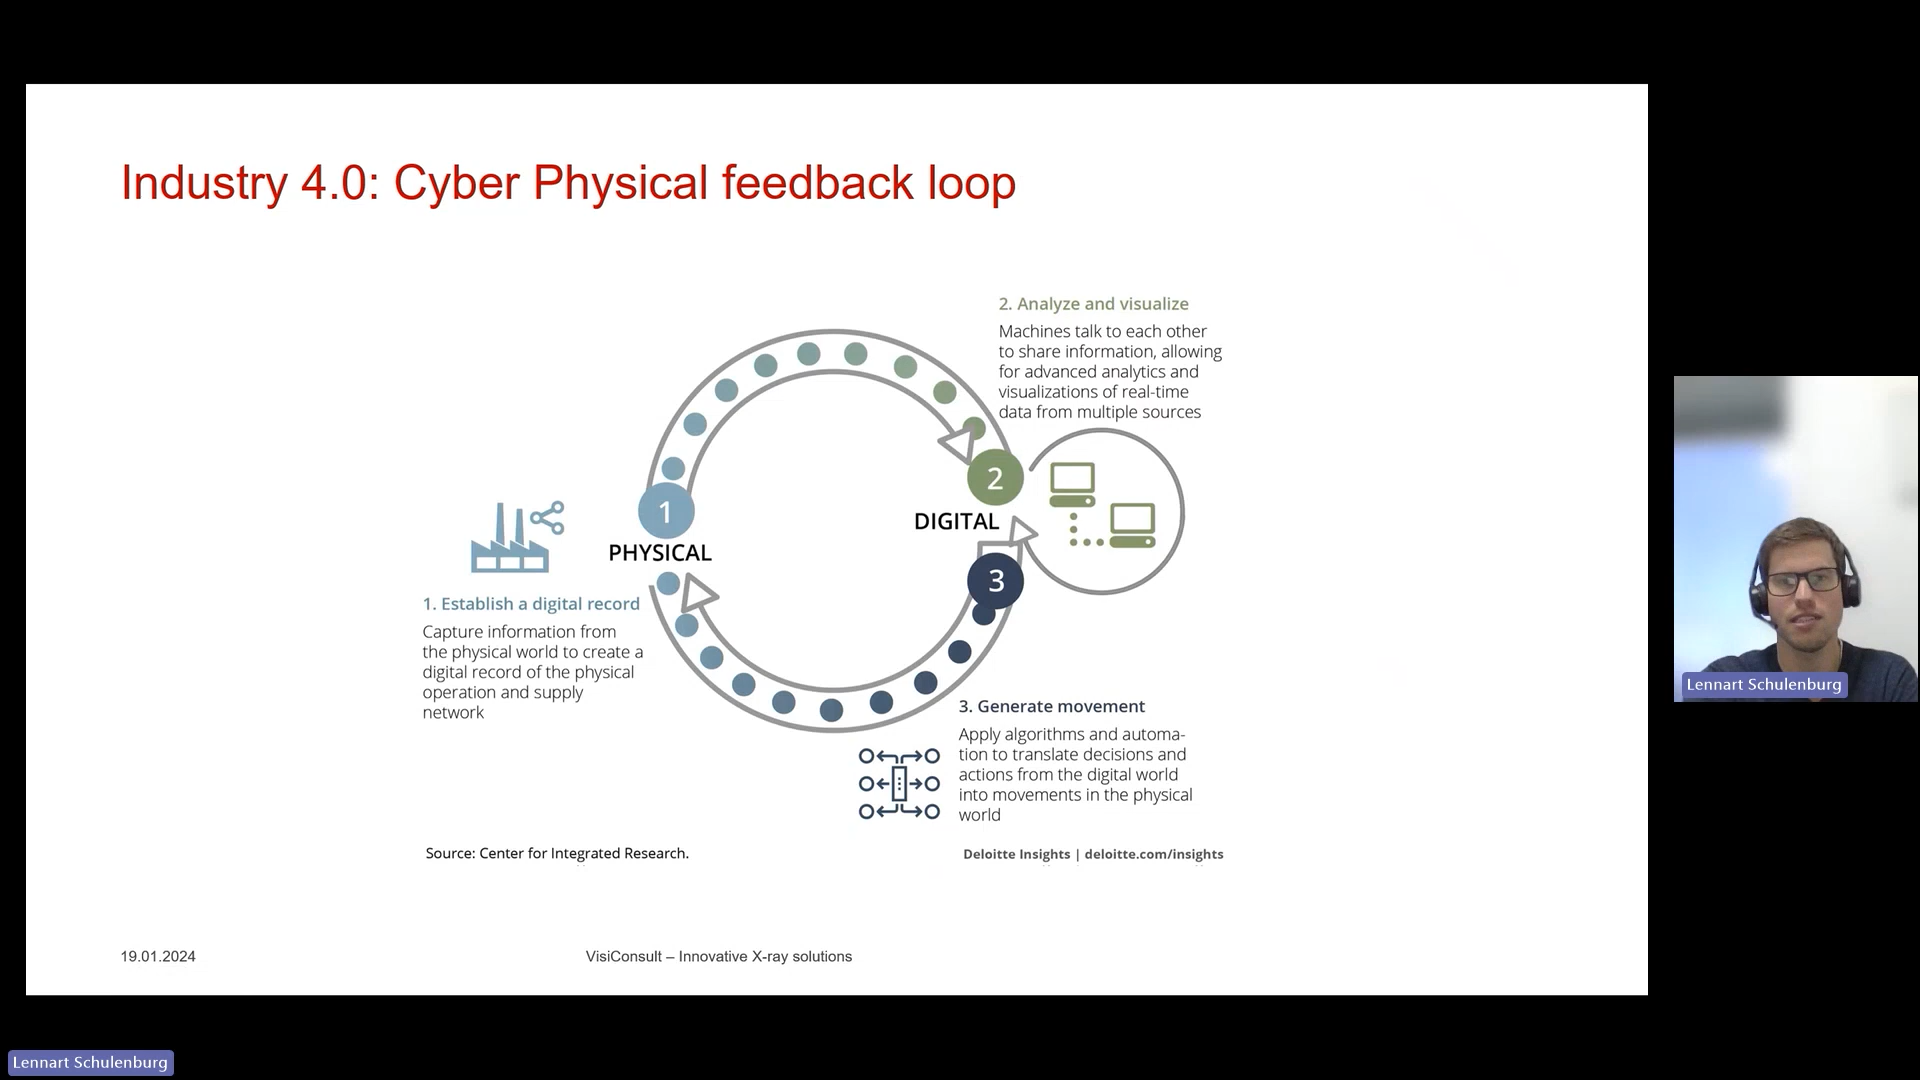 Industry 4.0: Cyber Physical feedback loop
2. Analyze and visualize
Machines talk to each other
to share information, allowing
for advanced analytics and
visualizations of real-time
data from multiple sources
2
DIGITAL
1
PHYSICAL
1. Establish a digital record
Capture information from
the physical world to create a
digital record of the physical
operation and supply
network
3
3. Generate movement
Apply algorithms and automa-
tion to translate decisions and
actions from the digital world
into movements in the physical
world
Source: Center for Integrated Research.
Deloitte Insights | deloitte.com/insights
19.01.2024
VisiConsult – Innovative X-ray solutions
Lennart Schulenburg
Lennart Schulenburg